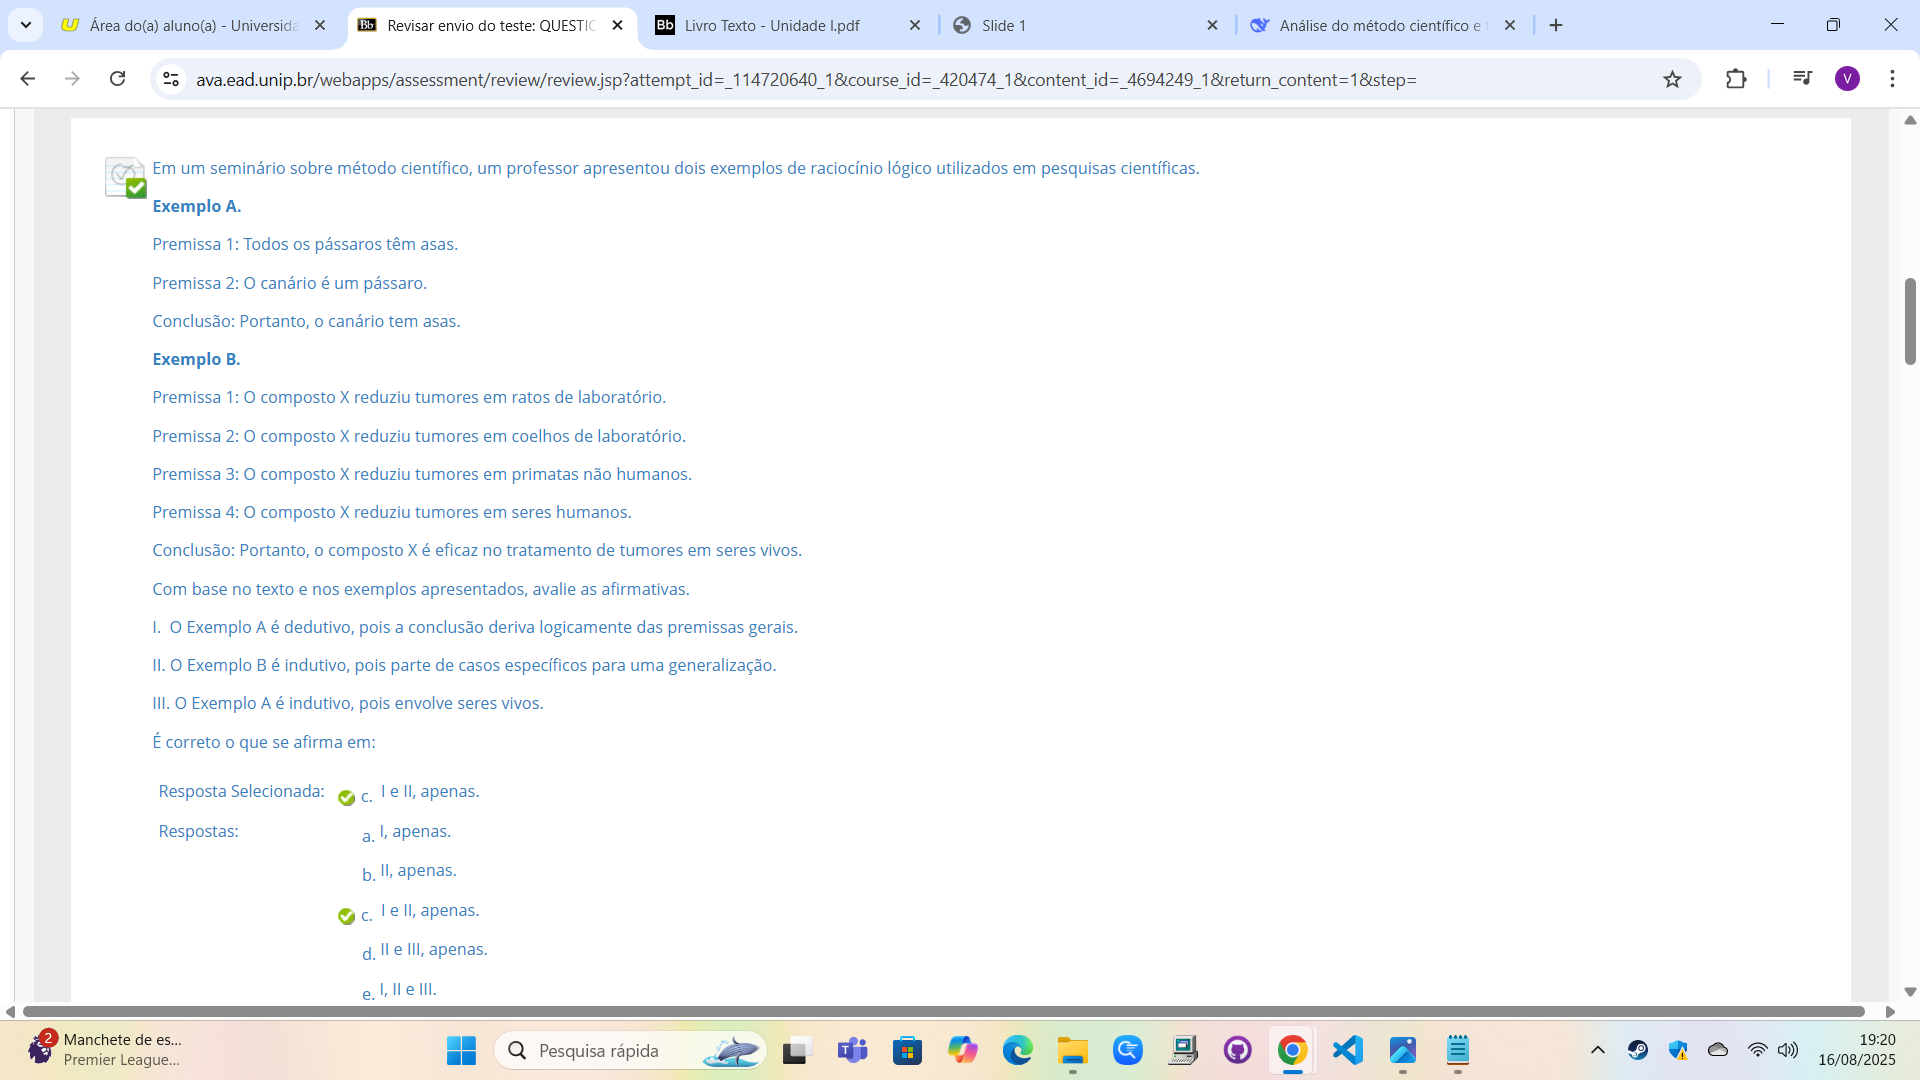 Área do(a) aluno(a) - Universida
Revisar envio do teste: QUESTIO
Livro Texto - Unidade I.pdf
Slide 1
Análise do método científico e
ava.ead.unip.br/webapps/assessment/review/review.jsp?attempt_id=_114720640_1&course_id=_420474_1&content_id=_4694249_1&return_content=1&step=
V
Em um seminário sobre método científico, um professor apresentou dois exemplos de raciocínio lógico utilizados em pesquisas científicas.
Exemplo A.
Premissa 1: Todos os pássaros têm asas.
Premissa 2: O canário é um pássaro.
Conclusão: Portanto, o canário tem asas.
Exemplo B.
Premissa 1: O composto X reduziu tumores em ratos de laboratório.
Premissa 2: O composto X reduziu tumores em coelhos de laboratório.
Premissa 3: O composto X reduziu tumores em primatas não humanos.
Premissa 4: O composto X reduziu tumores em seres humanos.
Conclusão: Portanto, o composto X é eficaz no tratamento de tumores em seres vivos.
Com base no texto e nos exemplos apresentados, avalie as afirmativas.
I. O Exemplo A é dedutivo, pois a conclusão deriva logicamente das premissas gerais.
II. O Exemplo B é indutivo, pois parte de casos específicos para uma generalização.
III. O Exemplo A é indutivo, pois envolve seres vivos.
É correto o que se afirma em:
Resposta Selecionada: c. I e II, apenas.
Respostas: a. I, apenas.
b. II, apenas.
c. I e II, apenas.
d. II e III, apenas.
e. I, II e III.
2
Manchete de es...
Premier League...
Pesquisa rápida
19:20
16/08/2025